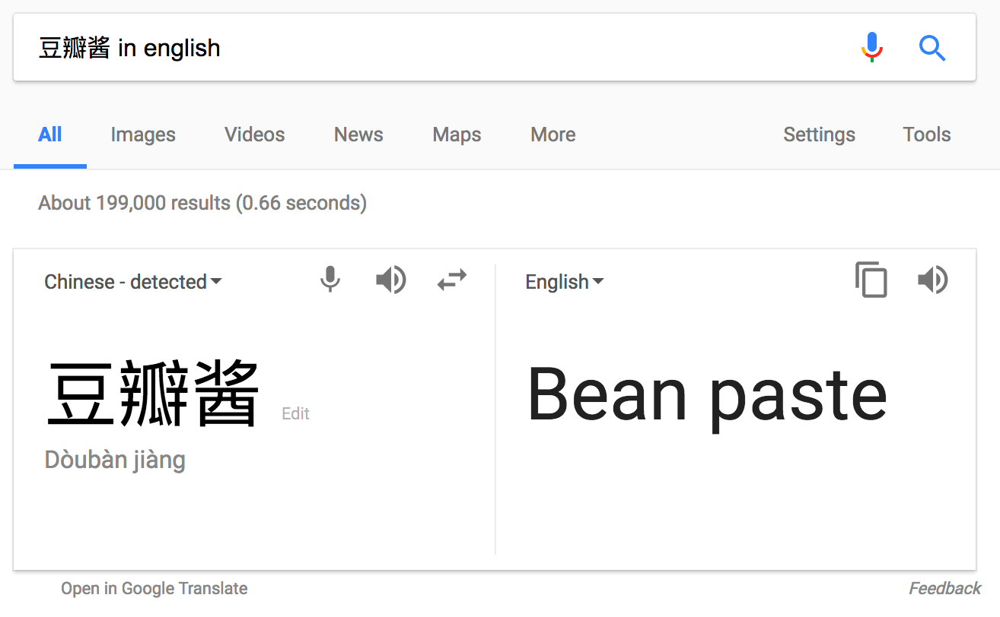 豆瓣酱 in english
All Images Videos News Maps More Settings Tools
About 199,000 results (0.66 seconds)
Chinese - detected English
豆瓣酱 Edit Bean paste
Dòubàn jiàng
Open in Google Translate Feedback